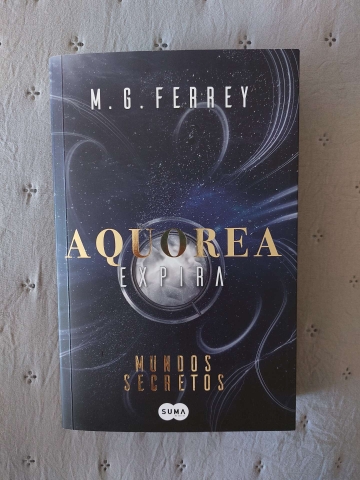 M. G. FERREY
AQUOREA
EXPIRA
MUNDOS
SECRETOS
SUMA